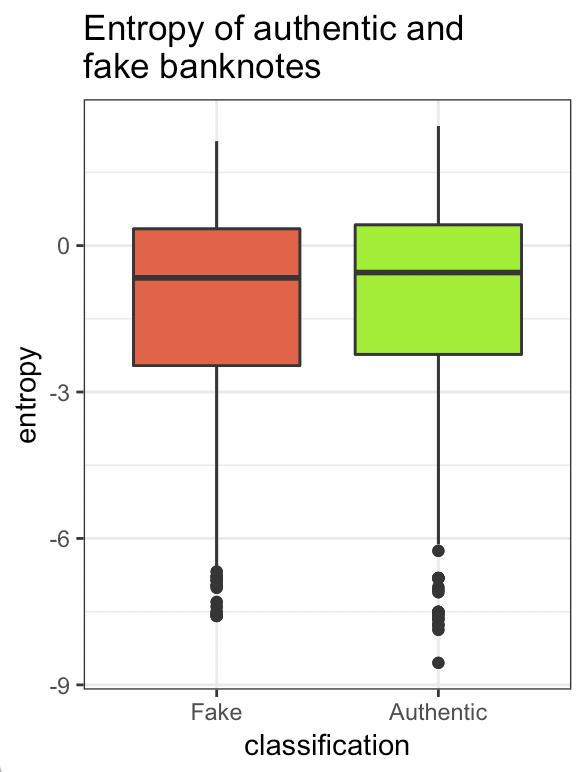 Entropy of authentic and
fake banknotes
entropy
0
-3
-6
-9
Fake Authentic
classification